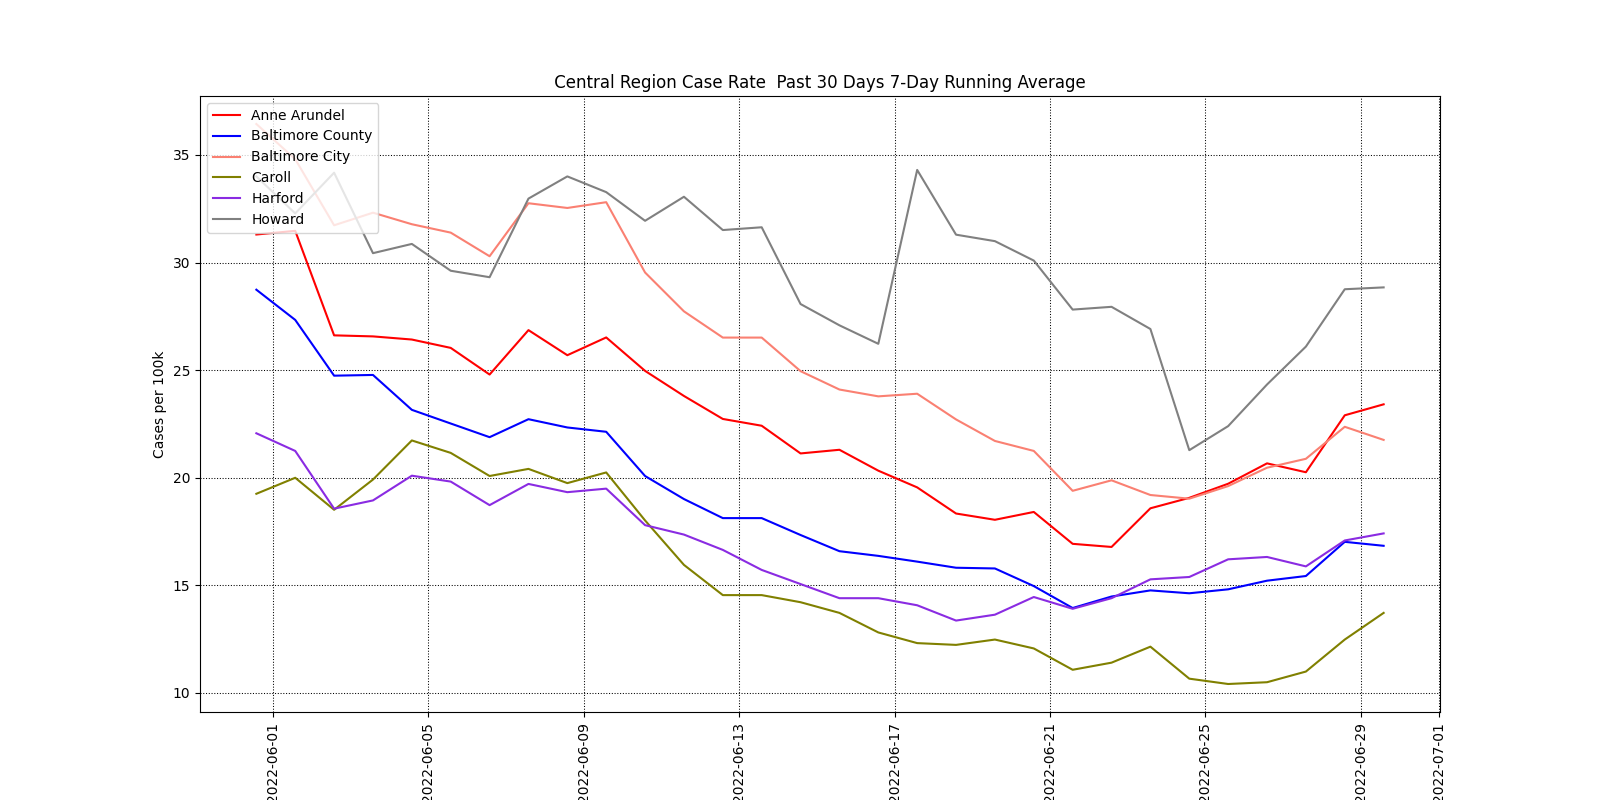 Central Region Case Rate  Past 30 Days 7-Day Running Average
Anne Arundel
Baltimore County
Baltimore City
Caroll
Harford
Howard
Cases per 100k
35
30
25
20
15
10
2022-06-01
2022-06-05
2022-06-09
2022-06-13
2022-06-17
2022-06-21
2022-06-25
2022-06-29
2022-07-01